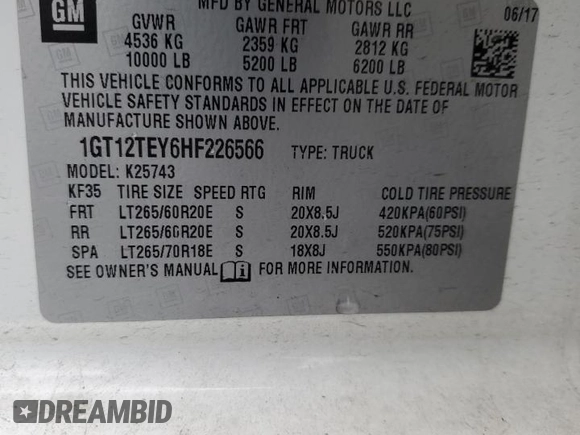 GM
MFD BY GENERAL MOTORS LLC
06/17
GVWR GAWR FRT GAWR RR
4536 KG 2359 KG 2812 KG
10000 LB 5200 LB 6200 LB
THIS VEHICLE CONFORMS TO ALL APPLICABLE U.S. FEDERAL MOTOR
VEHICLE SAFETY STANDARDS IN EFFECT ON THE DATE OF
MANUFACTURE SHOWN ABOVE.
1GT12TEY6HF226566 TYPE: TRUCK
MODEL: K25743
KF35 TIRE SIZE SPEED RTG RIM COLD TIRE PRESSURE
FRT LT265/60R20E S 20X8.5J 420KPA(60PSI)
RR LT265/60R20E S 20X8.5J 520KPA(75PSI)
SPA LT265/70R18E S 18X8J 550KPA(80PSI)
SEE OWNER'S MANUAL FOR MORE INFORMATION.
DREAMBID